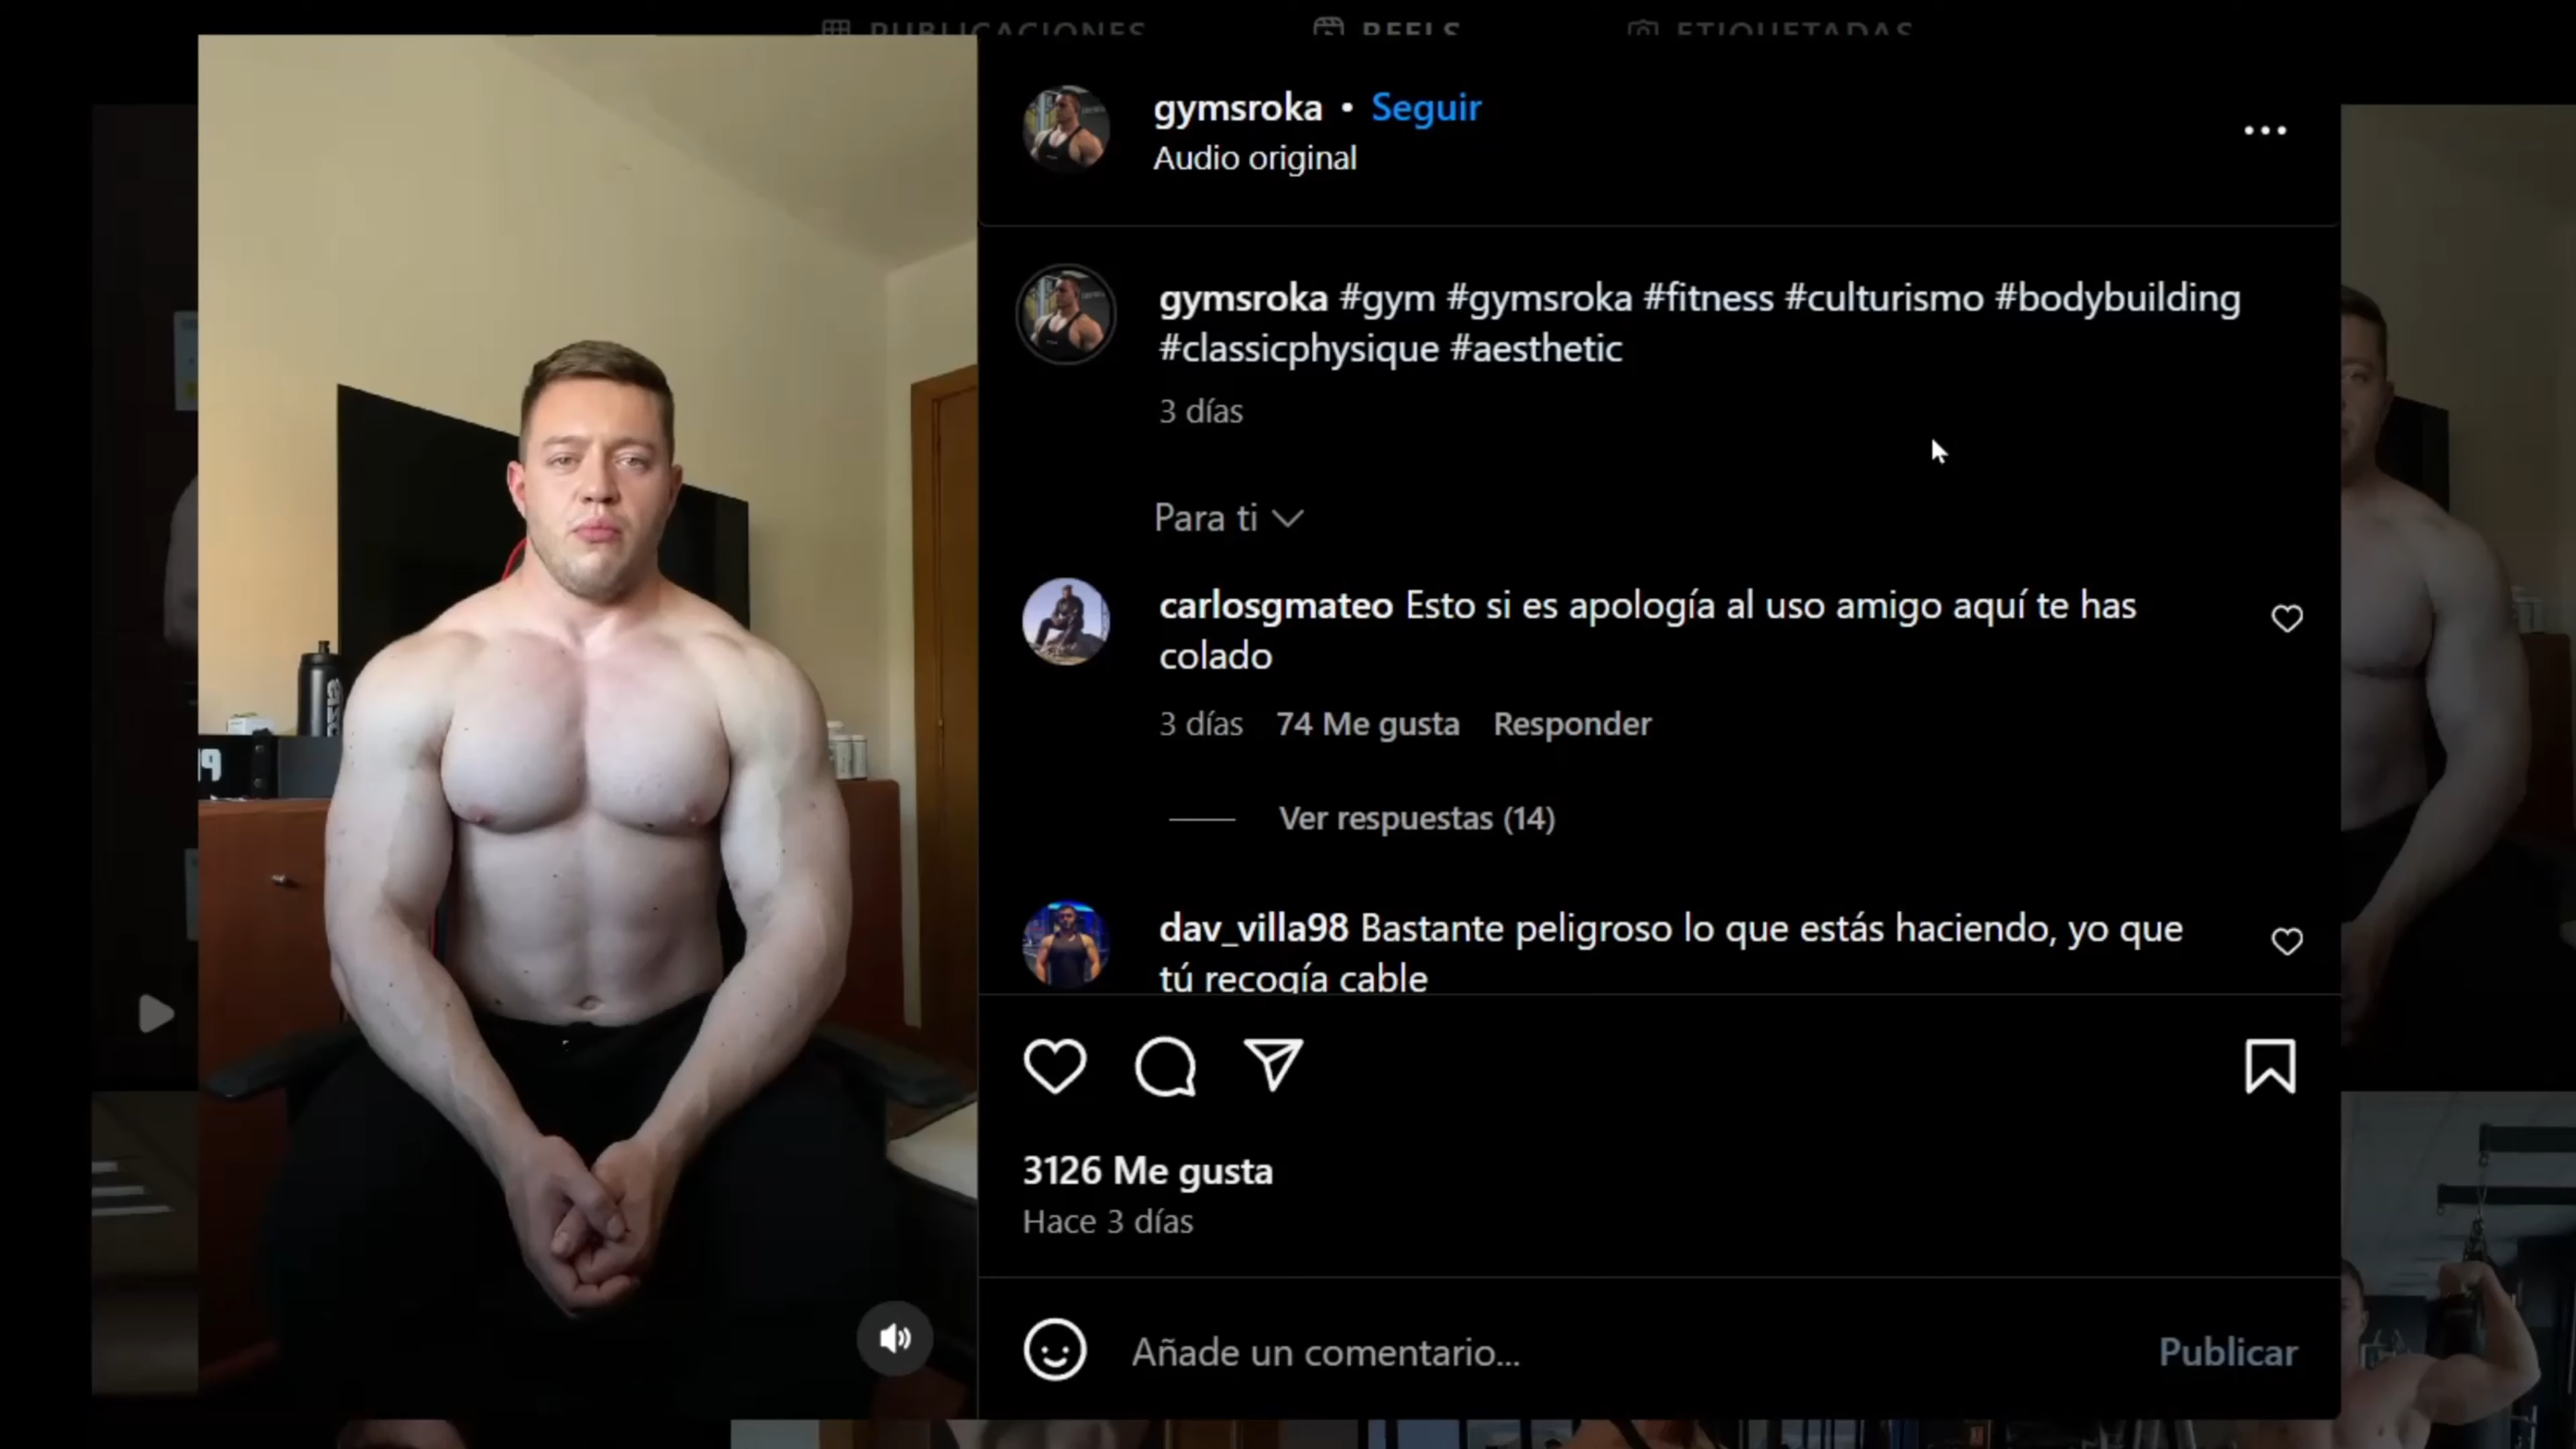 PUBLICACIONES
REELS
ETIQUETADAS
gymsroka • Seguir
Audio original
gymsroka #gym #gymsroka #fitness #culturismo #bodybuilding
#classicphysique #aesthetic
3 días
Para ti
carlosgmateo Esto si es apología al uso amigo aquí te has
colado
3 días 74 Me gusta Responder
Ver respuestas (14)
dav_villa98 Bastante peligroso lo que estás haciendo, yo que
tú recogía cable
3126 Me gusta
Hace 3 días
Añade un comentario...
Publicar